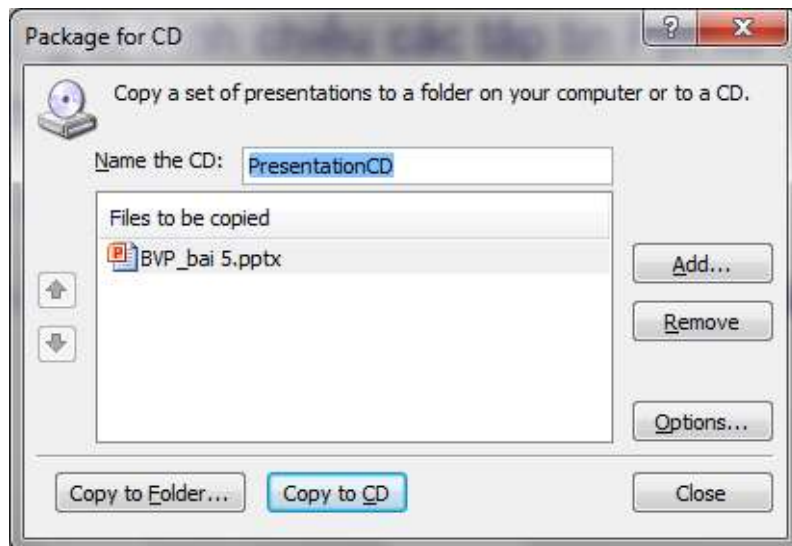 Package for CD
Copy a set of presentations to a folder on your computer or to a CD.
Name the CD: PresentationCD
Files to be copied
BVP_bai 5.pptx
Add...
Remove
Options...
Copy to Folder... Copy to CD Close